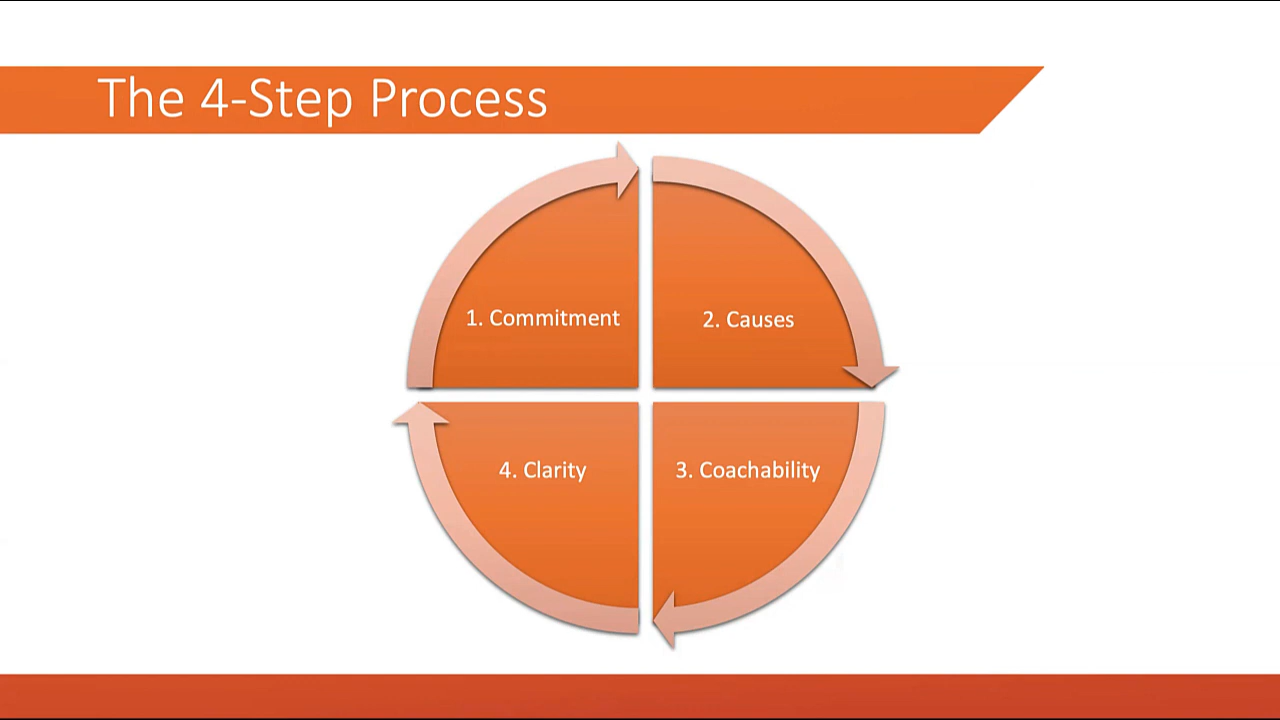 The 4-Step Process
1. Commitment
2. Causes
3. Coachability
4. Clarity